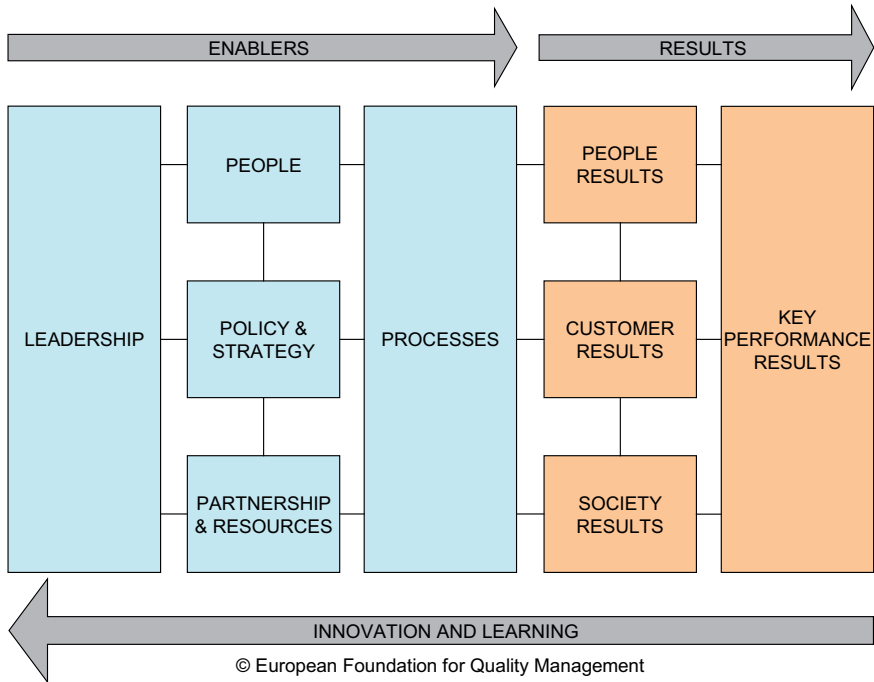 ENABLERS
RESULTS
LEADERSHIP
PEOPLE
POLICY &
STRATEGY
PARTNERSHIP
& RESOURCES
PROCESSES
PEOPLE
RESULTS
CUSTOMER
RESULTS
SOCIETY
RESULTS
KEY
PERFORMANCE
RESULTS
INNOVATION AND LEARNING
© European Foundation for Quality Management